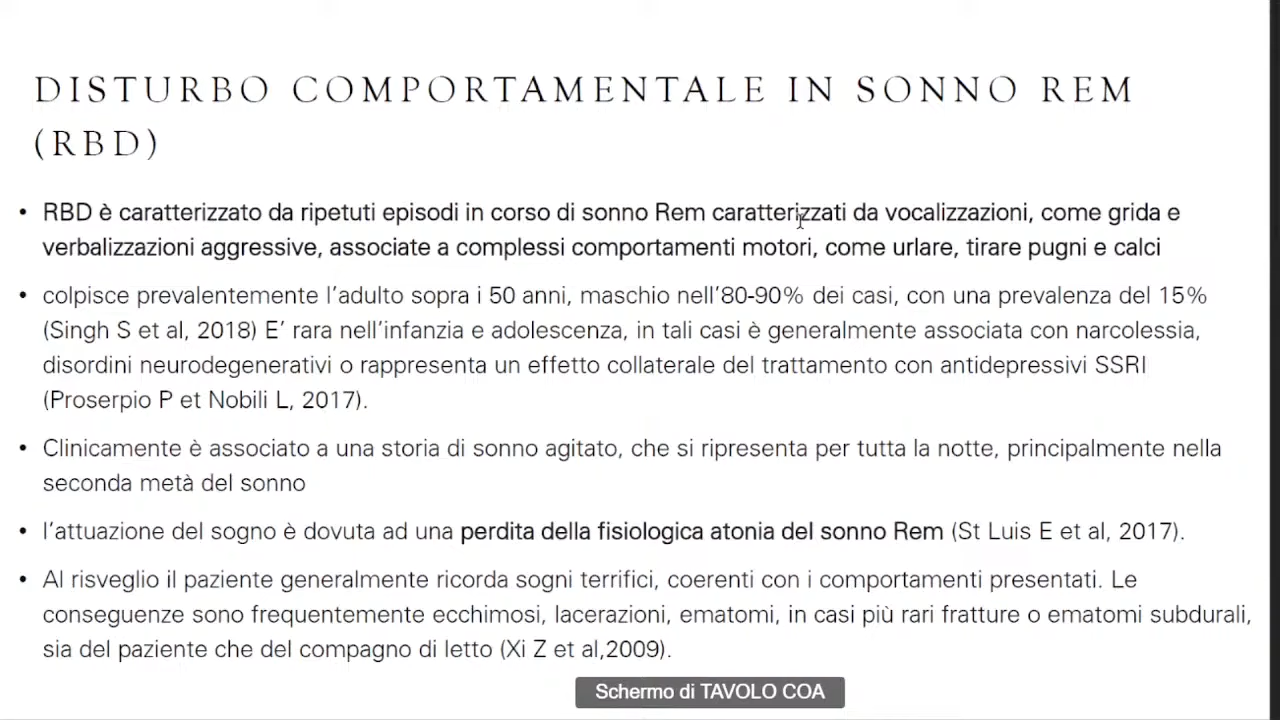 DISTURBO COMPORTAMENTALE IN SONNO REM
(RBD)
• RBD è caratterizzato da ripetuti episodi in corso di sonno Rem caratterizzati da vocalizzazioni, come grida e
verbalizzazioni aggressive, associate a complessi comportamenti motori, come urlare, tirare pugni e calci
• colpisce prevalentemente l’adulto sopra i 50 anni, maschio nell’80-90% dei casi, con una prevalenza del 15%
(Singh S et al, 2018) E’ rara nell’infanzia e adolescenza, in tali casi è generalmente associata con narcolessia,
disordini neurodegenerativi o rappresenta un effetto collaterale del trattamento con antidepressivi SSRI
(Proserpio P et Nobili L, 2017).
• Clinicamente è associato a una storia di sonno agitato, che si ripresenta per tutta la notte, principalmente nella
seconda metà del sonno
• l’attuazione del sogno è dovuta ad una perdita della fisiologica atonia del sonno Rem (St Luis E et al, 2017).
• Al risveglio il paziente generalmente ricorda sogni terrifici, coerenti con i comportamenti presentati. Le
conseguenze sono frequentemente ecchimosi, lacerazioni, ematomi, in casi più rari fratture o ematomi subdurali,
sia del paziente che del compagno di letto (Xi Z et al,2009).
Schermo di TAVOLO COA